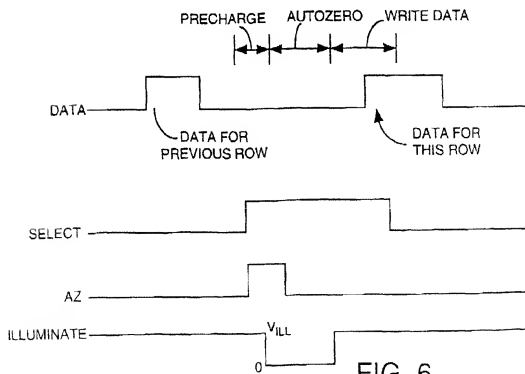 PRECHARGE AUTOZERO WRITE DATA
DATA
DATA FOR
PREVIOUS ROW
DATA FOR
THIS ROW
SELECT
AZ
ILLUMINATE
VILL
0
FIG. 6